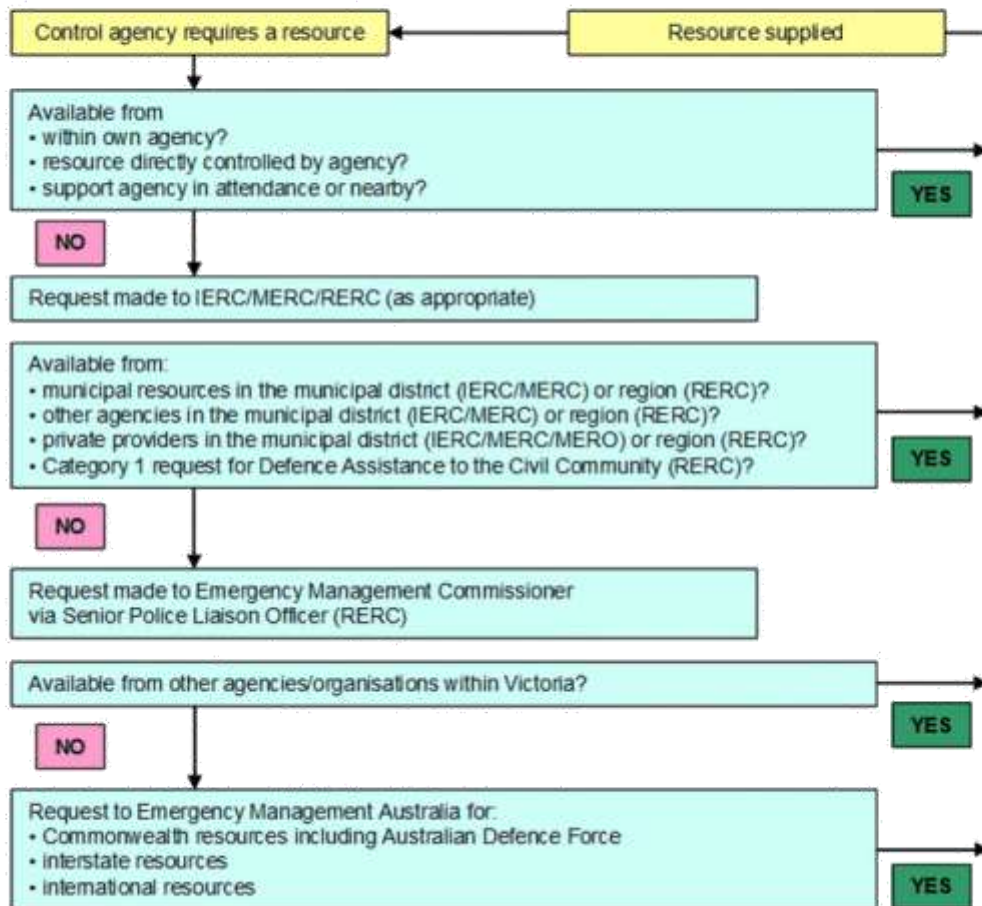 Control agency requires a resource
Resource supplied
Available from
• within own agency?
• resource directly controlled by agency?
• support agency in attendance or nearby?
YES
NO
Request made to IERC/MERC/RERC (as appropriate)
Available from:
• municipal resources in the municipal district (IERC/MERC) or region (RERC)?
• other agencies in the municipal district (IERC/MERC) or region (RERC)?
• private providers in the municipal district (IERC/MERC/MERO) or region (RERC)?
• Category 1 request for Defence Assistance to the Civil Community (RERC)?
YES
NO
Request made to Emergency Management Commissioner
via Senior Police Liaison Officer (RERC)
Available from other agencies/organisations within Victoria?
YES
NO
Request to Emergency Management Australia for:
• Commonwealth resources including Australian Defence Force
• interstate resources
• international resources
YES